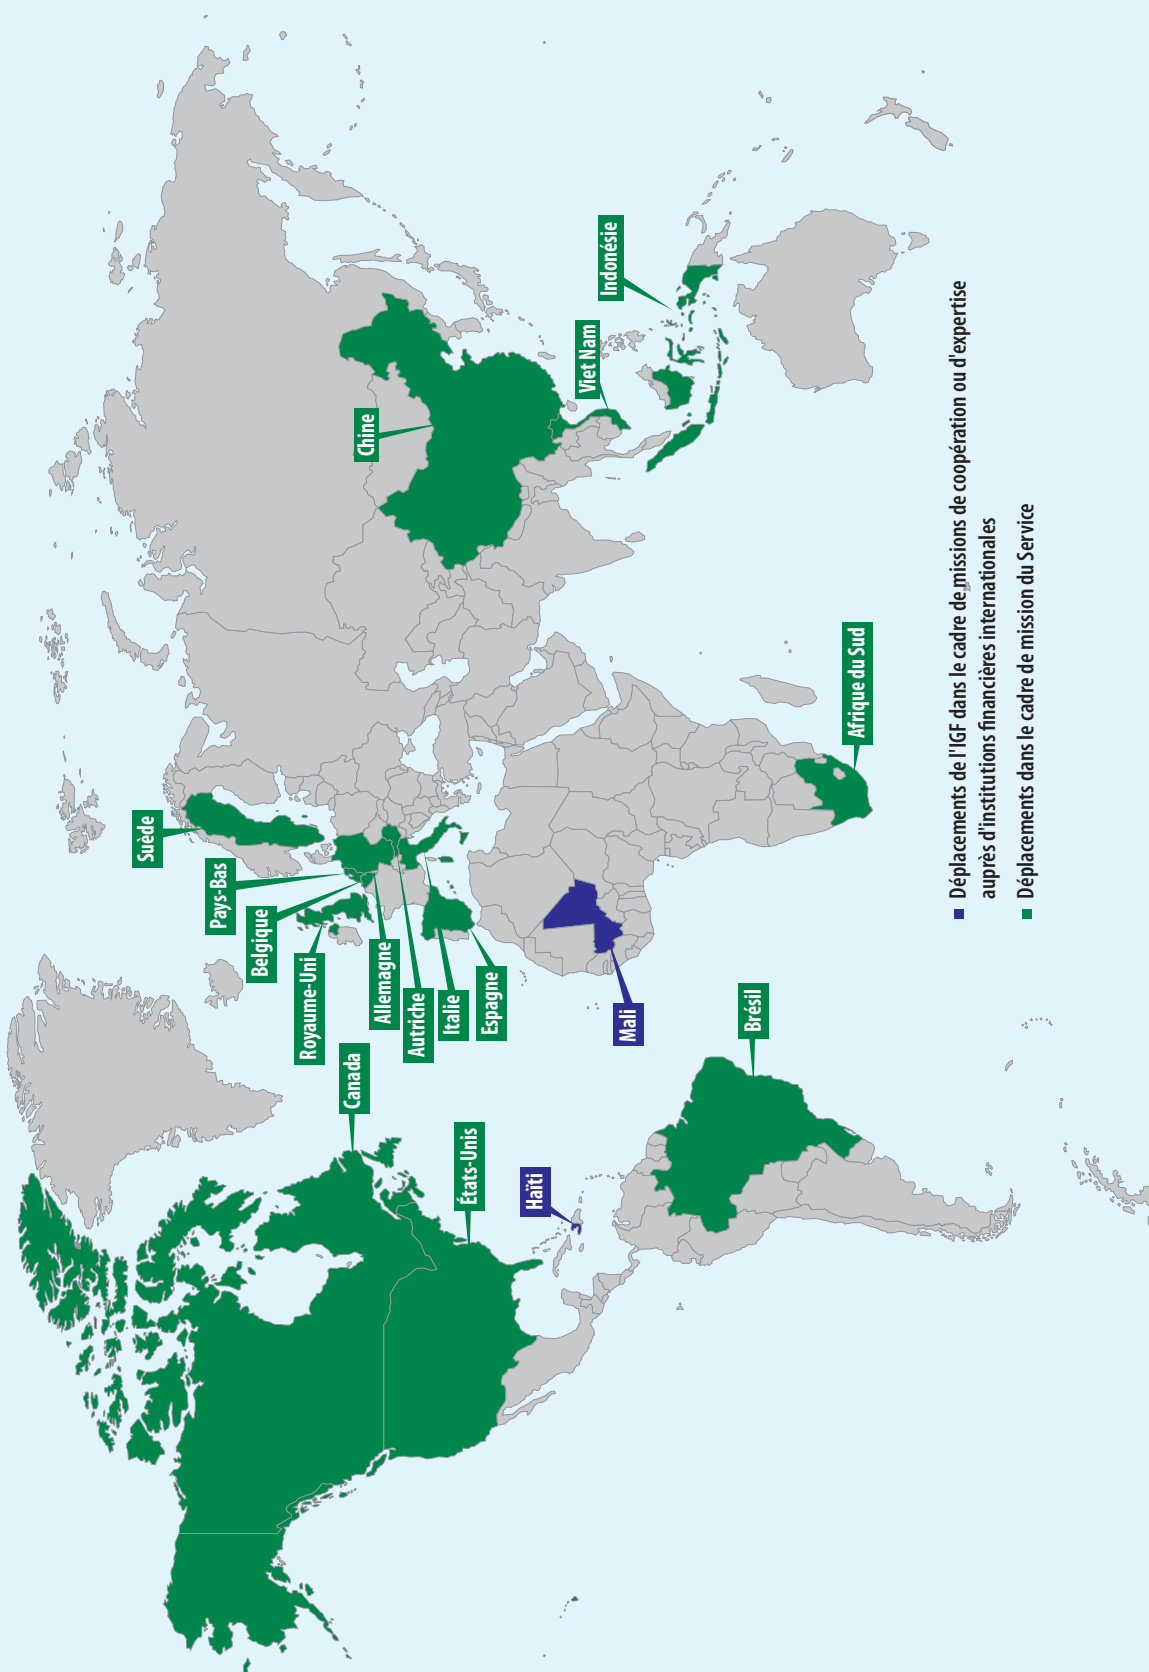 Canada
États-Unis
Haïti
Brésil
Suède
Pays-Bas
Belgique
Royaume-Uni
Allemagne
Autriche
Italie
Espagne
Mali
Afrique du Sud
Chine
Viet Nam
Indonésie
Déplacements de l'IGF dans le cadre de missions de coopération ou d'expertise
auprès d'institutions financières internationales
Déplacements dans le cadre de mission du Service